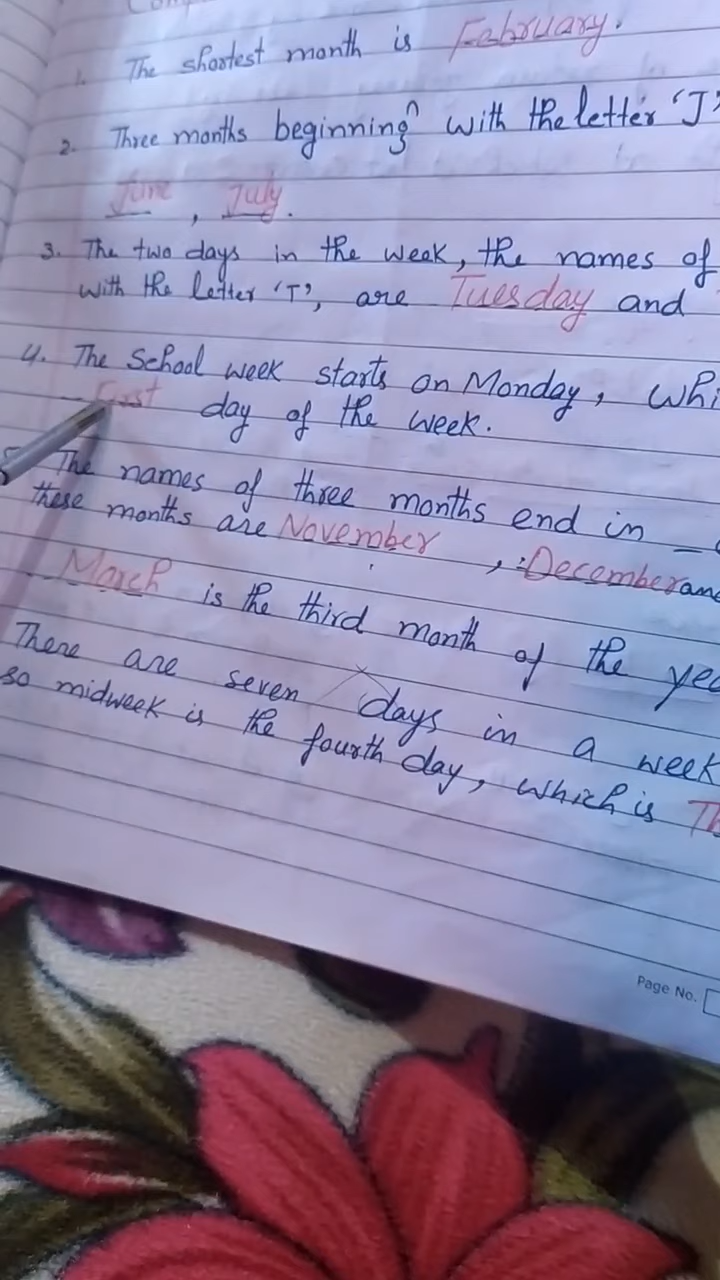 1. The shortest month is February.
2. Three months beginning with the letter 'J'
June, July.
3. The two days in the week, the names of
with the letter 'T', are Tuesday and
4. The School week starts on Monday, whi
First day of the week.
5. The names of three months end in
these months are November, December and
March is the third month of the yea
There are seven days in a week
so midweek is the fourth day, which is Th
Page No.